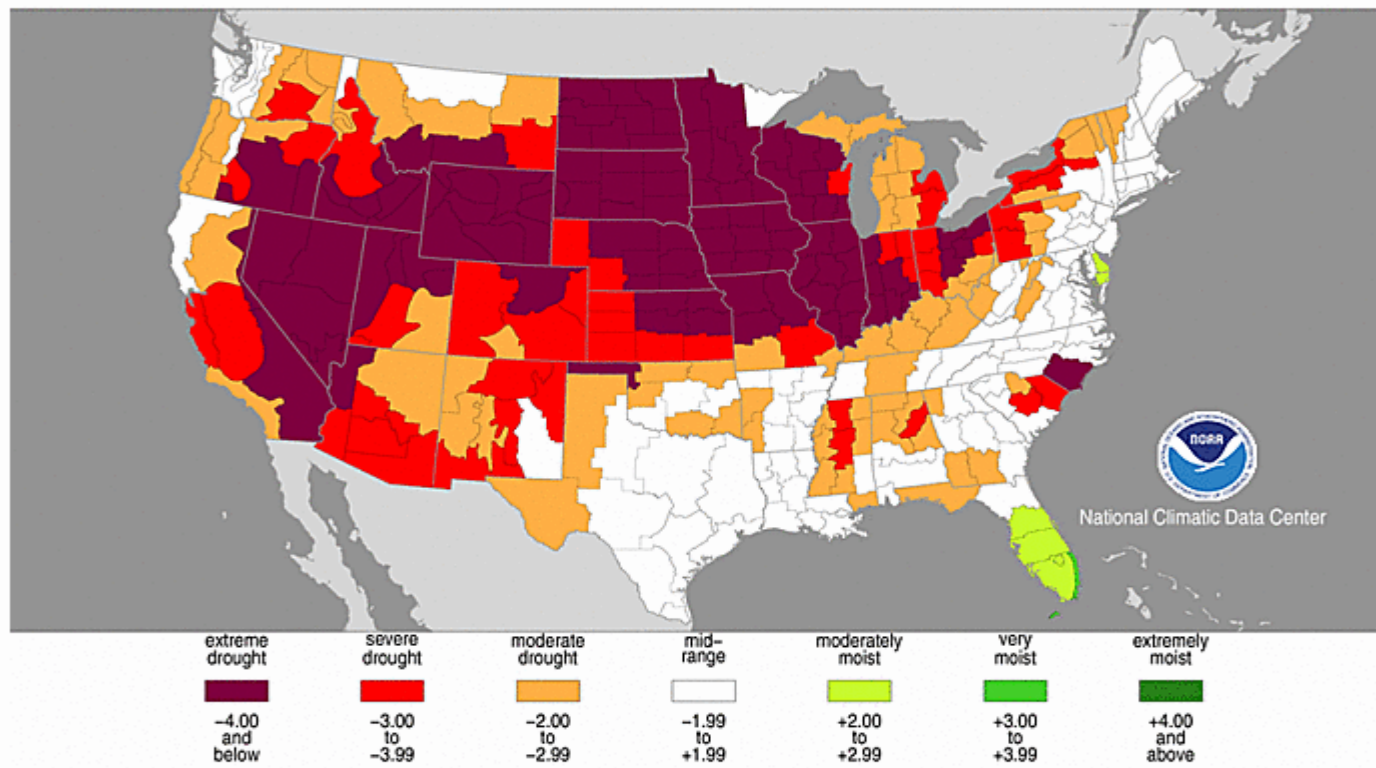 NOAA
National Climatic Data Center
extreme
drought
severe
drought
moderate
drought
mid-
range
moderately
moist
very
moist
extremely
moist
-4.00
and
below
-3.00
to
-3.99
-2.00
to
-2.99
-1.99
to
+1.99
+2.00
to
+2.99
+3.00
to
+3.99
+4.00
and
above